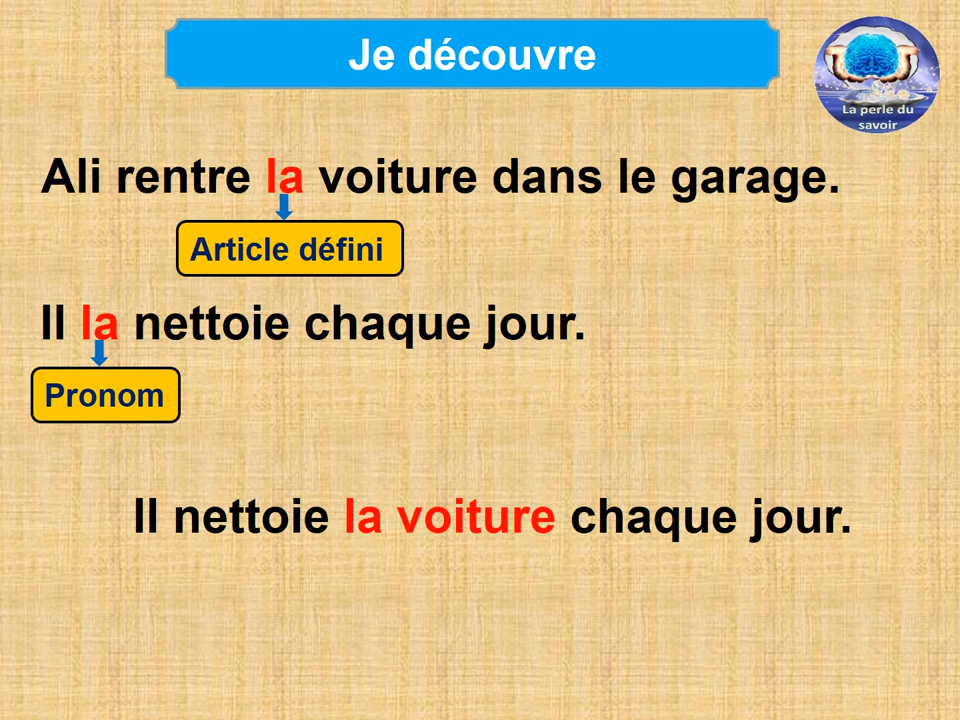 Je découvre
La perle du
savoir
Ali rentre la voiture dans le garage.
Article défini
Il la nettoie chaque jour.
Pronom
Il nettoie la voiture chaque jour.